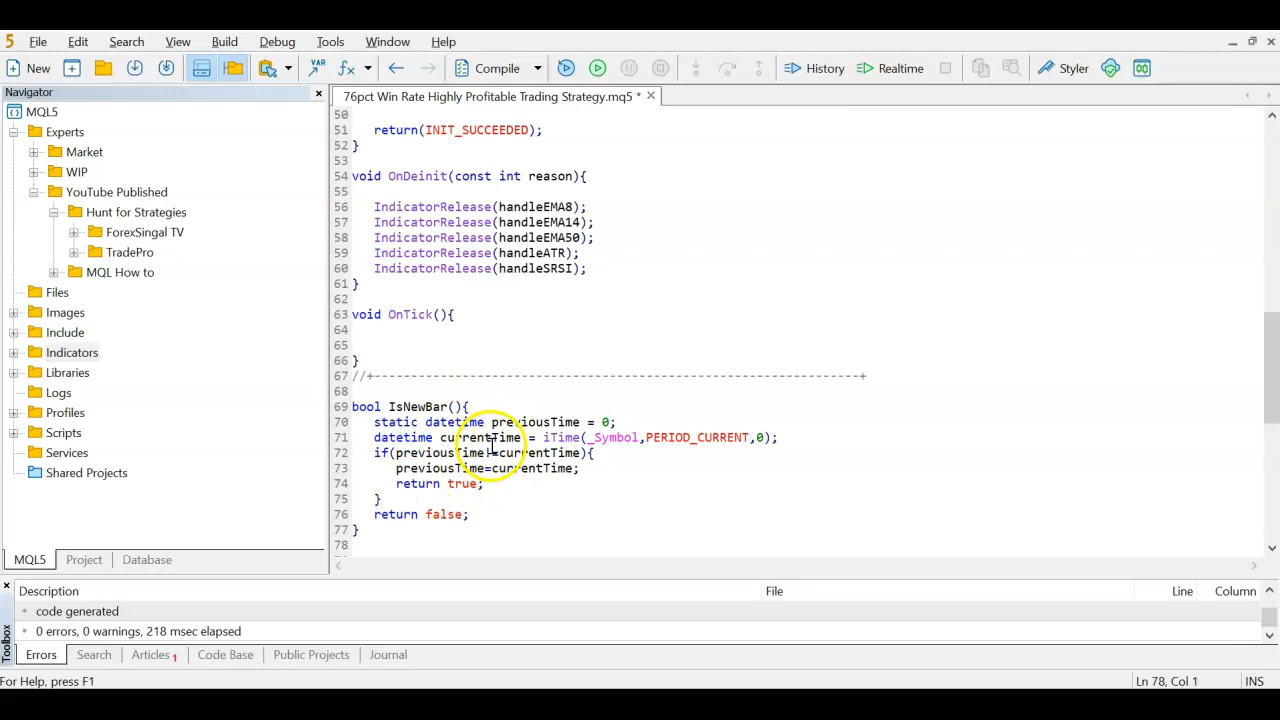 File Edit Search View Build Debug Tools Window Help
New VAR fx Compile History Realtime Styler
Navigator
76pct Win Rate Highly Profitable Trading Strategy.mq5 *
MQL5
Experts
Market
WIP
YouTube Published
Hunt for Strategies
ForexSingal TV
TradePro
MQL How to
Files
Images
Include
Indicators
Libraries
Logs
Profiles
Scripts
Services
Shared Projects
MQL5 Project Database
50
51 return(INIT_SUCCEEDED);
52 }
53
54 void OnDeinit(const int reason){
55
56 IndicatorRelease(handleEMA8);
57 IndicatorRelease(handleEMA14);
58 IndicatorRelease(handleEMA50);
59 IndicatorRelease(handleATR);
60 IndicatorRelease(handleSRSI);
61 }
62
63 void OnTick(){
64
65
66 }
67 //+------------------------------------------------------------------+
68
69 bool IsNewBar(){
70 static datetime previousTime = 0;
71 datetime currentTime = iTime(_Symbol,PERIOD_CURRENT,0);
72 if(previousTime!=currentTime){
73 previousTime=currentTime;
74 return true;
75 }
76 return false;
77 }
78
Description File Line Column
code generated
0 errors, 0 warnings, 218 msec elapsed
Toolbox
Errors Search Articles 1 Code Base Public Projects Journal
For Help, press F1 Ln 78, Col 1 INS